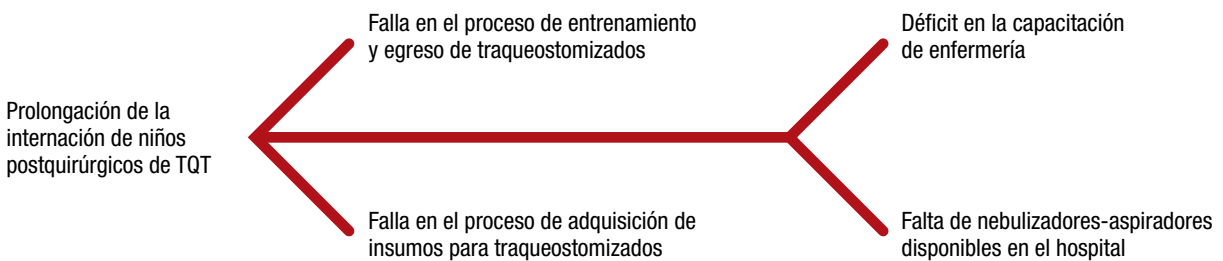 Prolongación de la
internación de niños
postquirúrgicos de TQT
Falla en el proceso de entrenamiento
y egreso de traqueostomizados
Falla en el proceso de adquisición de
insumos para traqueostomizados
Déficit en la capacitación
de enfermería
Falta de nebulizadores-aspiradores
disponibles en el hospital